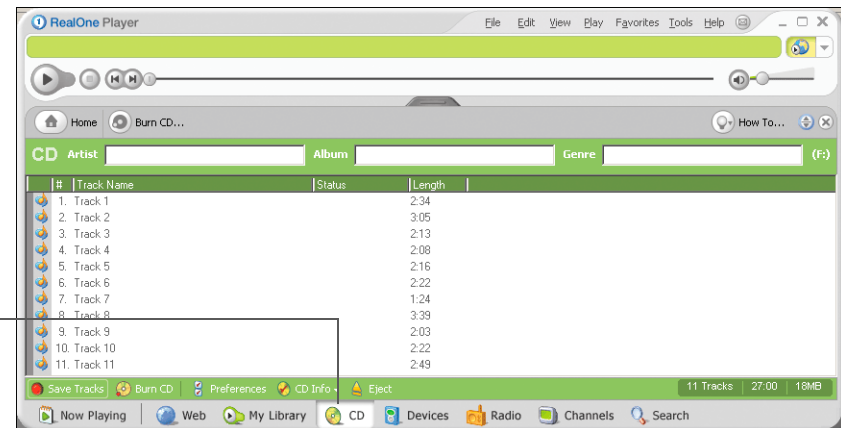 RealOne Player File Edit View Play Favorites Tools Help
Home Burn CD... How To...
CD Artist Album Genre (F:)
# Track Name Status Length
1. Track 1 2:34
2. Track 2 3:05
3. Track 3 2:13
4. Track 4 2:08
5. Track 5 2:16
6. Track 6 2:22
7. Track 7 1:24
8. Track 8 3:39
9. Track 9 2:03
10. Track 10 2:22
11. Track 11 2:49
Save Tracks Burn CD Preferences CD Info Eject 11 Tracks 27:00 18MB
Now Playing Web My Library CD Devices Radio Channels Search